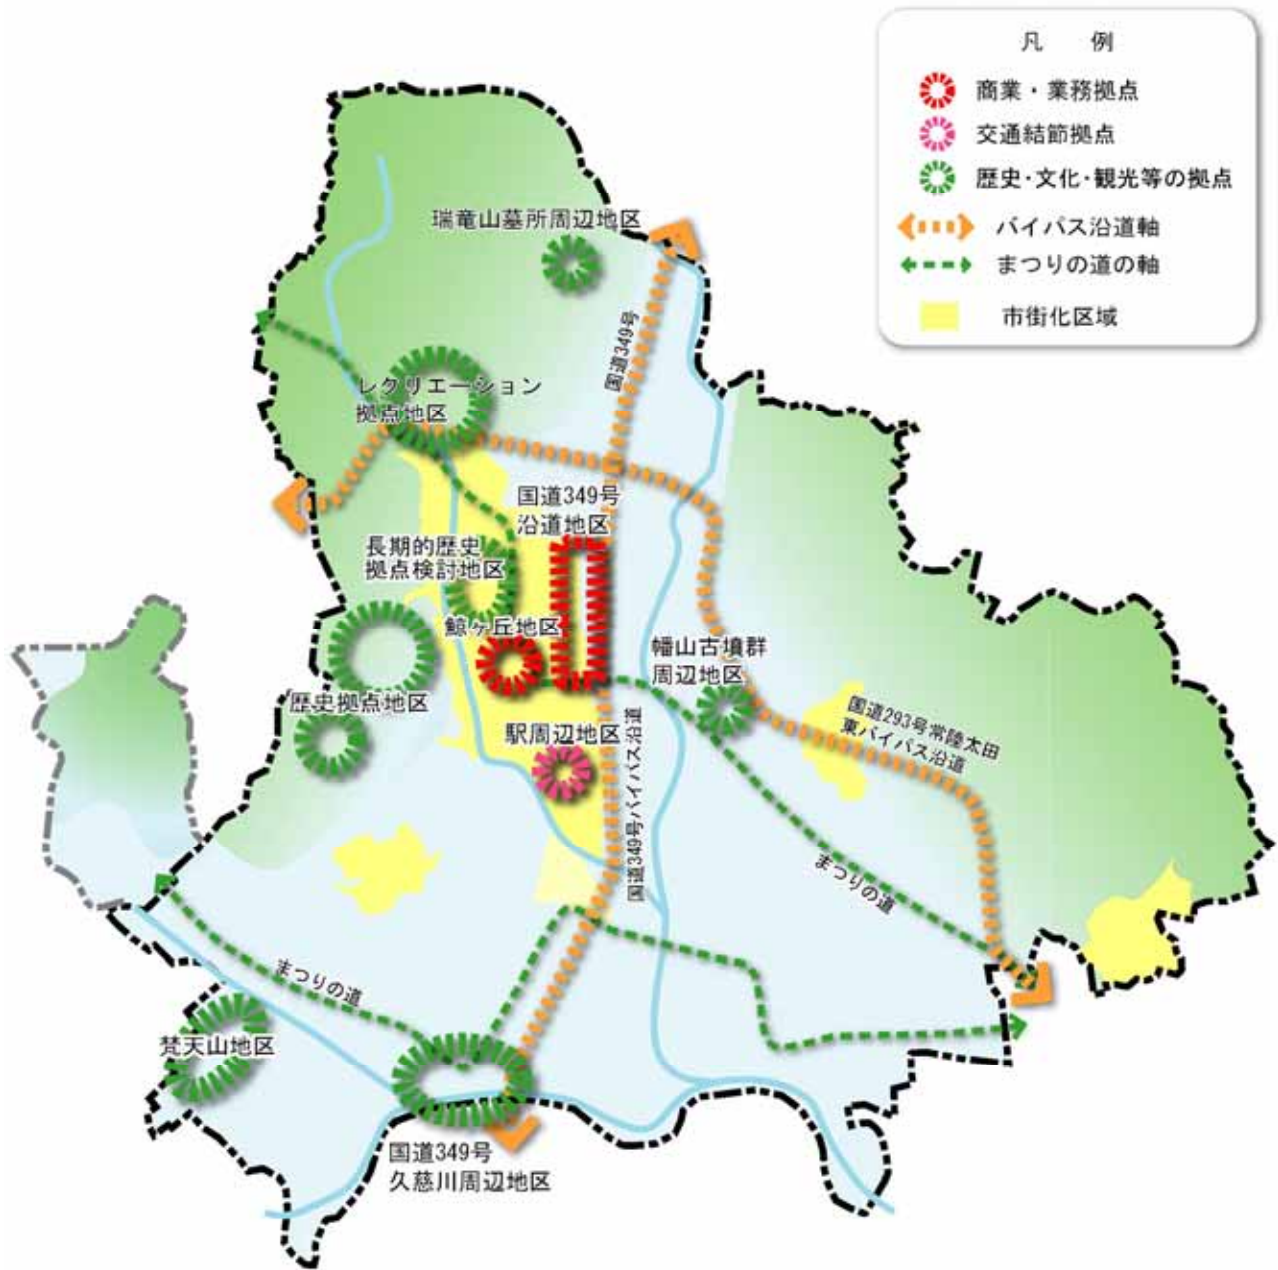 凡　例
商業・業務拠点
交通結節拠点
歴史・文化・観光等の拠点
バイパス沿道軸
まつりの道の軸
市街化区域
瑞竜山墓所周辺地区
国道349号
レクリエーション
拠点地区
国道349号
沿道地区
長期的歴史
拠点検討地区
鯨ヶ丘地区
幡山古墳群
周辺地区
歴史拠点地区
駅周辺地区
国道349号バイパス沿道
国道293号常陸太田
東バイパス沿道
まつりの道
まつりの道
梵天山地区
国道349号
久慈川周辺地区